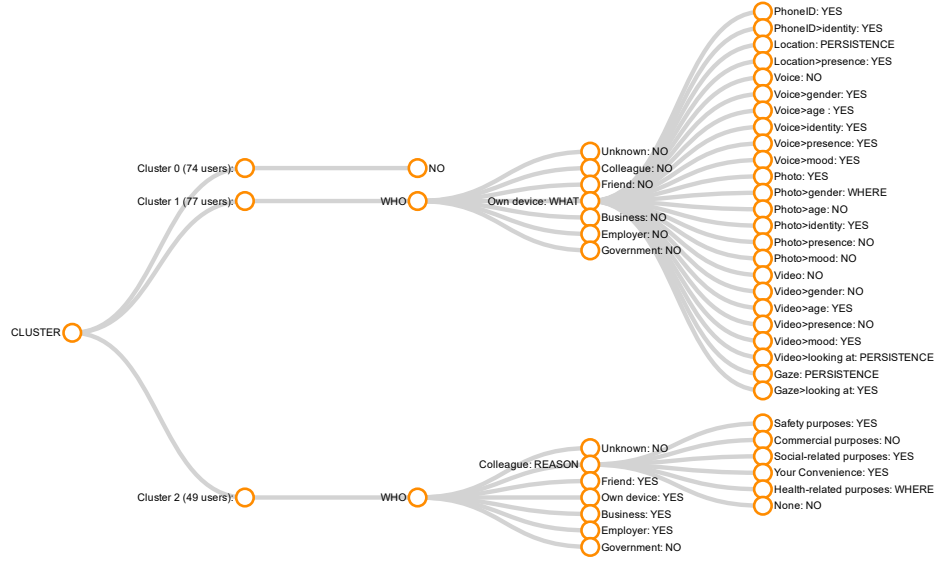 CLUSTER
Cluster 0 (74 users):
NO
Cluster 1 (77 users):
WHO
Unknown: NO
Colleague: NO
Friend: NO
Own device: WHAT
Business: NO
Employer: NO
Government: NO
PhoneID: YES
PhoneID>identity: YES
Location: PERSISTENCE
Location>presence: YES
Voice: NO
Voice>gender: YES
Voice>age : YES
Voice>identity: YES
Voice>presence: YES
Voice>mood: YES
Photo: YES
Photo>gender: WHERE
Photo>age: NO
Photo>identity: YES
Photo>presence: NO
Photo>mood: NO
Video: NO
Video>gender: NO
Video>age: YES
Video>presence: NO
Video>mood: YES
Video>looking at: PERSISTENCE
Gaze: PERSISTENCE
Gaze>looking at: YES
Cluster 2 (49 users):
WHO
Unknown: NO
Colleague: REASON
Friend: YES
Own device: YES
Business: YES
Employer: YES
Government: NO
Safety purposes: YES
Commercial purposes: NO
Social-related purposes: YES
Your Convenience: YES
Health-related purposes: WHERE
None: NO